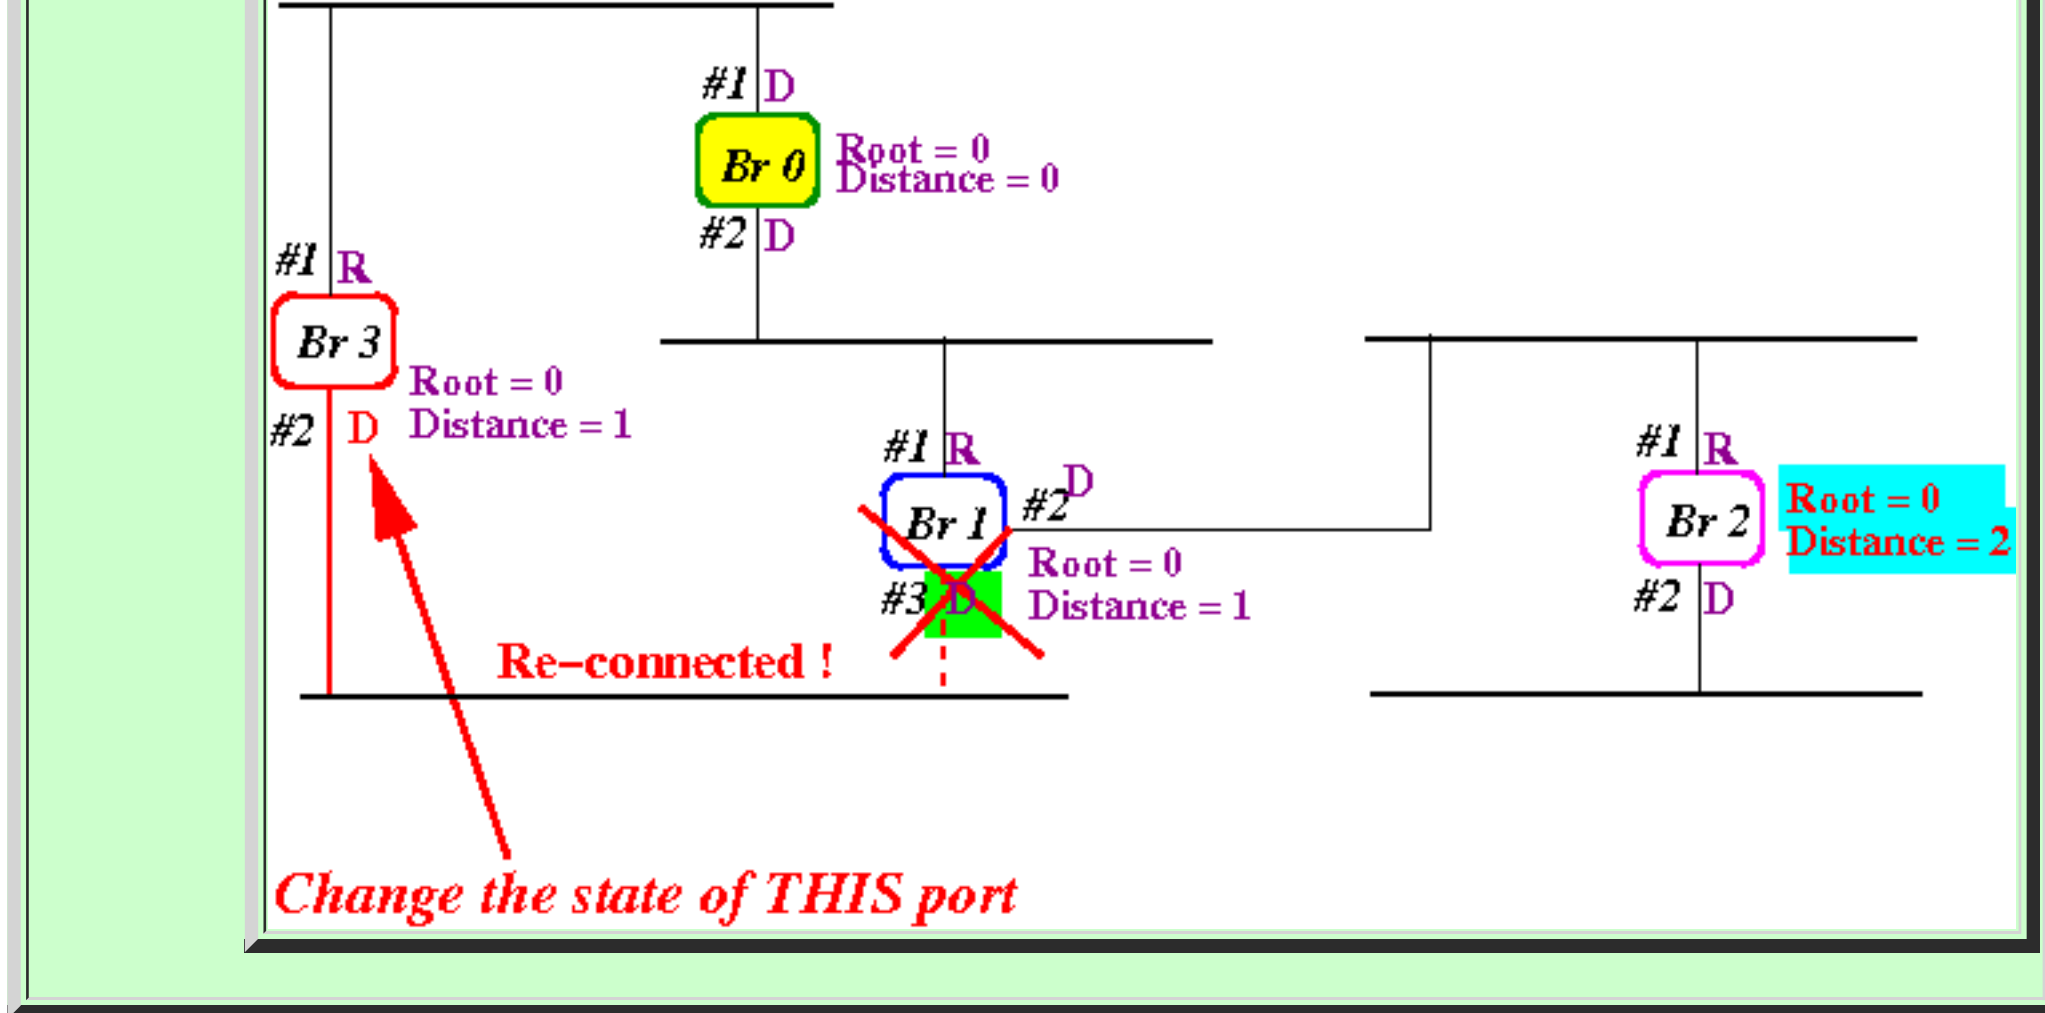 #1 D
Br 0
Root = 0
Distance = 0
#2 D
#1 R
Br 3
Root = 0
Distance = 1
#2 D
#1 R
Br 1
#2 D
Root = 0
Distance = 1
#3 D
#1 R
Br 2
Root = 0
Distance = 2
#2 D
Re-connected !
Change the state of THIS port